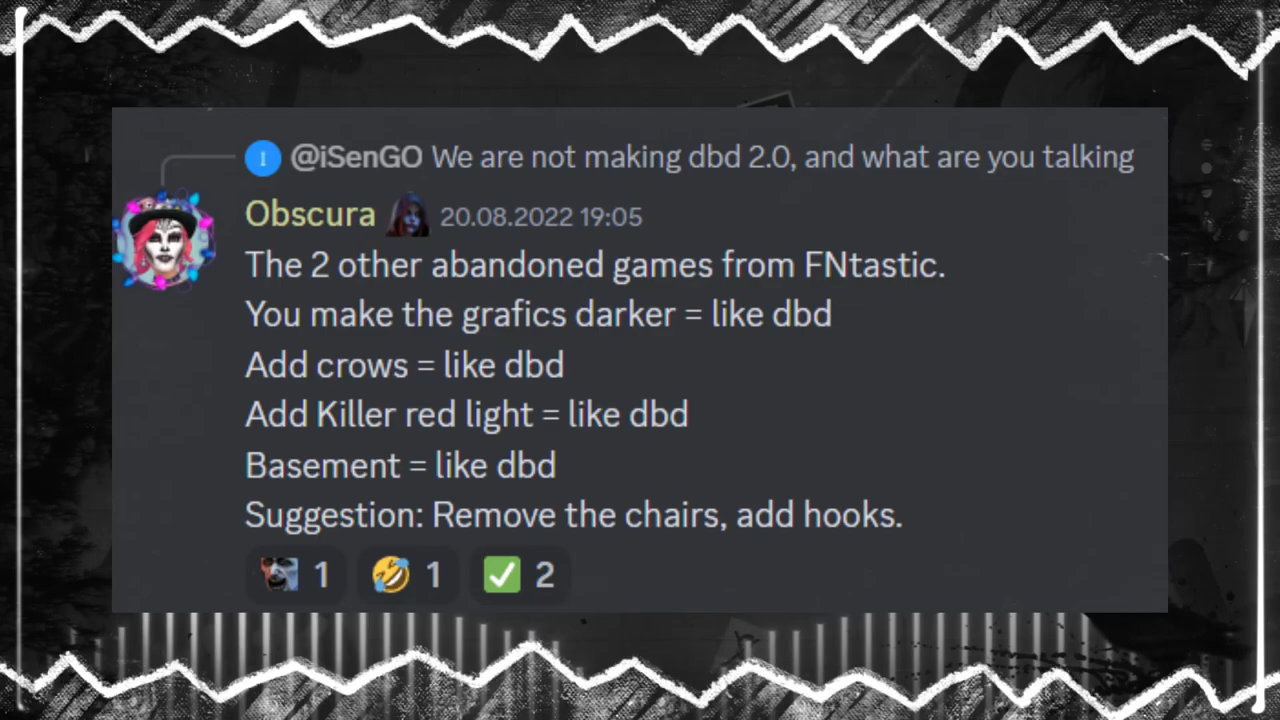 @iSenGO We are not making dbd 2.0, and what are you talking
Obscura 20.08.2022 19:05
The 2 other abandoned games from FNtastic.
You make the grafics darker = like dbd
Add crows = like dbd
Add Killer red light = like dbd
Basement = like dbd
Suggestion: Remove the chairs, add hooks.
1 1 2